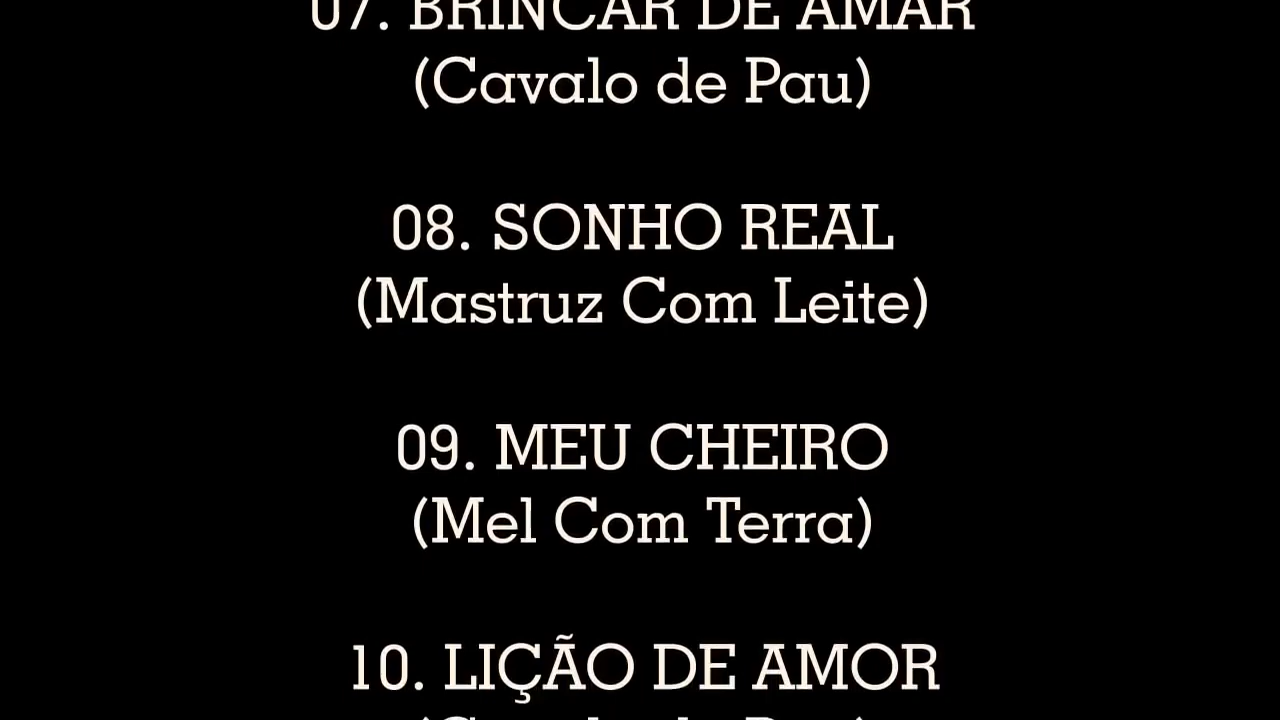 07. BRINCAR DE AMAR
(Cavalo de Pau)
08. SONHO REAL
(Mastruz Com Leite)
09. MEU CHEIRO
(Mel Com Terra)
10. LIÇÃO DE AMOR